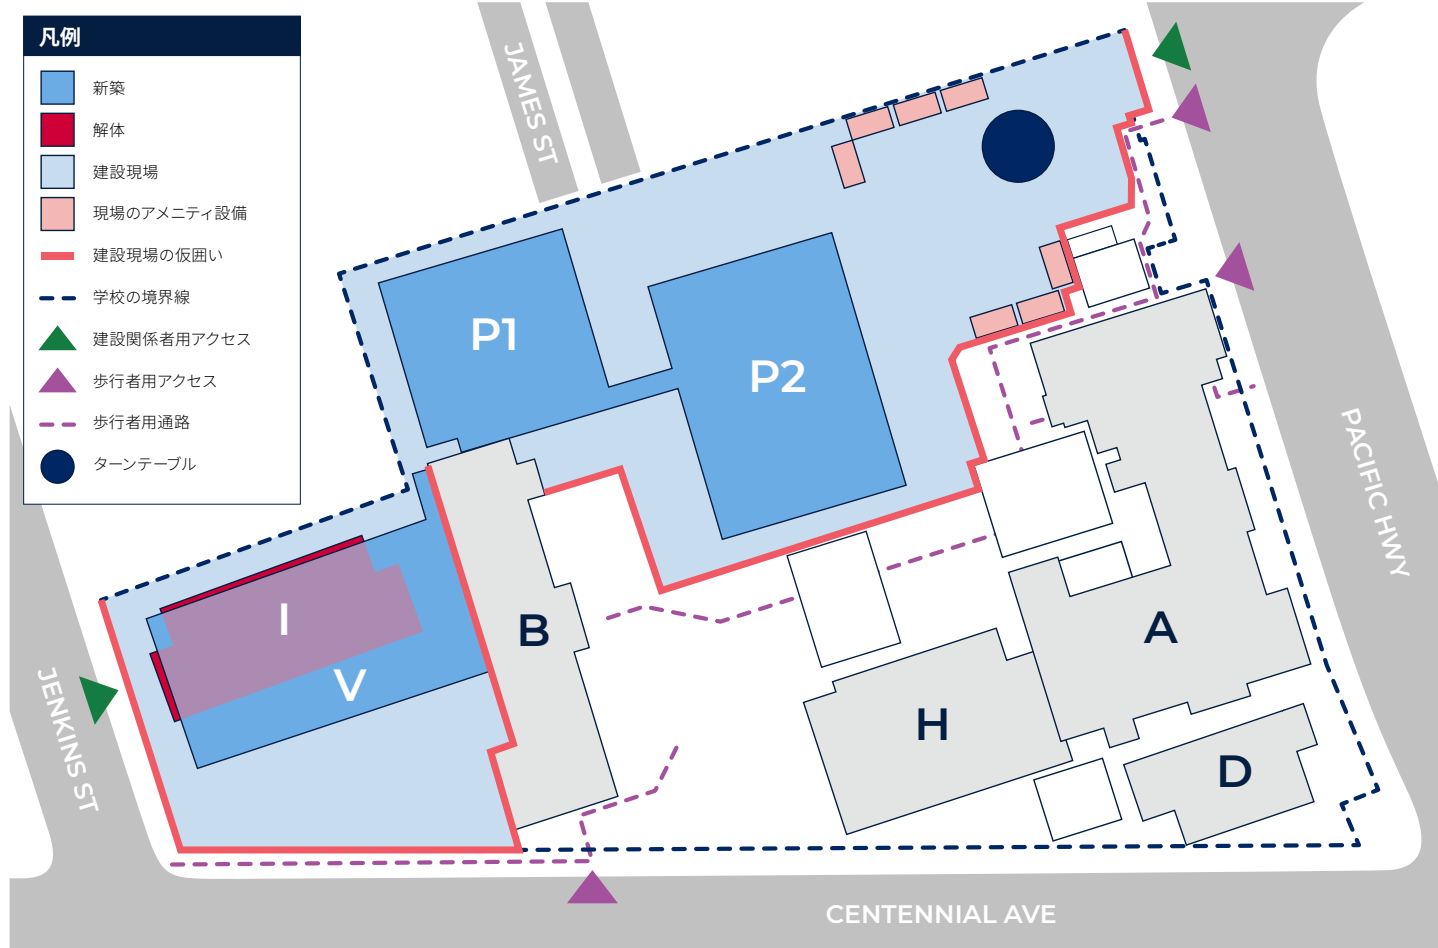 凡例
新築
解体
建設現場
現場のアメニティ設備
建設現場の仮囲い
学校の境界線
建設関係者用アクセス
歩行者用アクセス
歩行者用通路
ターンテーブル
JAMES ST
P1
P2
PACIFIC HWY
I
B
A
V
H
D
JENKINS ST
CENTENNIAL AVE